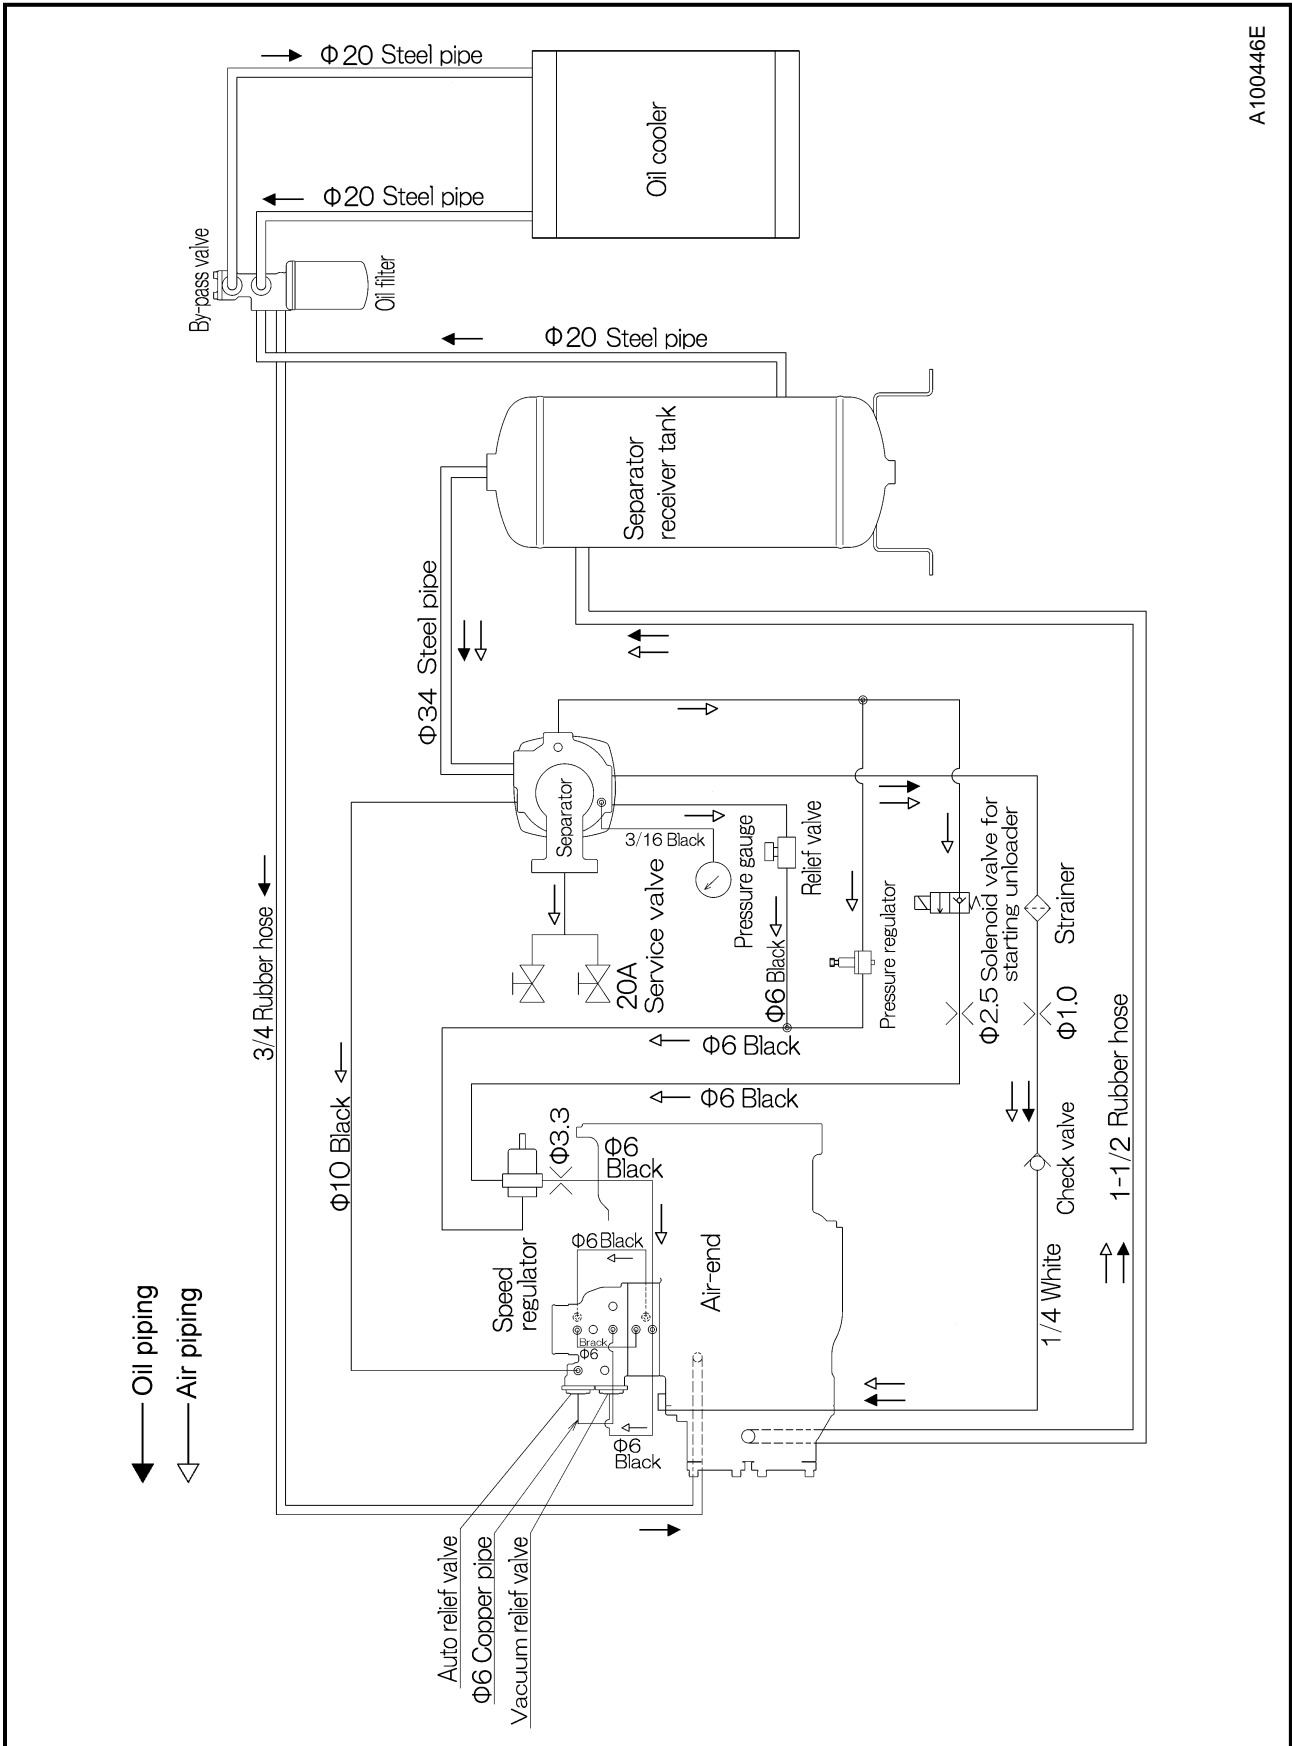 A100446E
Φ20 Steel pipe
Oil cooler
Φ20 Steel pipe
By-pass valve
Oil filter
Φ20 Steel pipe
Separator
receiver tank
Φ34 Steel pipe
Separator
3/16 Black
Pressure gauge
Relief valve
20A
Service valve
Φ6 Black
Pressure regulator
Φ2.5 Solenoid valve for
starting unloader
Strainer
Φ1.0
3/4 Rubber hose
Φ10 Black
Φ6 Black
Φ6 Black
Φ3.3
Φ6
Black
1-1/2 Rubber hose
Check valve
Speed
regulator
Φ6 Black
Air-end
Brack
Φ6
Φ6
Black
1/4 White
Oil piping
Air piping
Auto relief valve
Φ6 Copper pipe
Vacuum relief valve